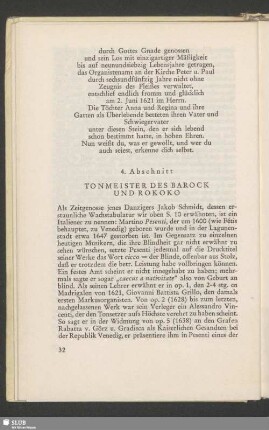 durch Gottes Gnade genossen
und sein Los mit einzigartiger Mäßigkeit
bis auf neunundsiebzig Lebensjahre getragen,
das Organistenamt an der Kirche Peter u. Paul
durch sechsundfünfzig Jahre nicht ohne
Zeugnis des Fleißes verwaltet,
entschlief endlich fromm und glücklich
am 2. Juni 1621 im Herrn.
Die Töchter Anna und Regina und ihre
Gatten als Überlebende betteten ihren Vater und
Schwiegervater
unter diesen Stein, den er sich lebend
schon bestimmt hatte, in hohen Ehren.
Nun weißt du, was er gewollt, und wer du
auch seiest, erkenne dich selbst.
4. Abschnitt
TONMEISTER DES BAROCK
UND ROKOKO
Als Zeitgenosse jenes Danzigers Jakob Schmidt, dessen er-
staunliche Wachstabulatur wir oben S. 10 erwähnten, ist ein
Italiener zu nennen: Martino Pesenti, der um 1600 (wie Fétis
behauptet, zu Venedig) geboren wurde und in der Lagunen-
stadt etwa 1647 gestorben ist. Im Gegensatz zu einzelnen
heutigen Musikern, die ihre Blindheit gar nicht erwähnt zu
sehen wünschen, setzte Pesenti jedesmal auf die Drucktitel
seiner Werke das Wort cieco — der Blinde, offenbar aus Stolz,
daß er trotzdem die betr. Leistung habe vollbringen können.
Ein festes Amt scheint er nicht innegehabt zu haben; mehr-
mals sagte er sogar „caecus a nativitate" also von Geburt an
blind. Als seinen Lehrer erwähnt er in op. 1, den 2-4 stg.
Madrigalen von 1621, Giovanni Battista Grillo, den damals
ersten Markusorganisten. Von op. 2 (1628) bis zum letzten,
nachgelassenen Werk war sein Verleger ein Alessandro Vin-
centi, der den Tonsetzer aufs Höchste verehrt zu haben scheint.
So sagt er in der Widmung von op. 5 (1638) an den Grafen
Rabatta v. Görz u. Gradisca als Kaiserlichen Gesandten bei
der Republik Venedig, er präsentiere ihm in Pesenti eines der
32
SLUB